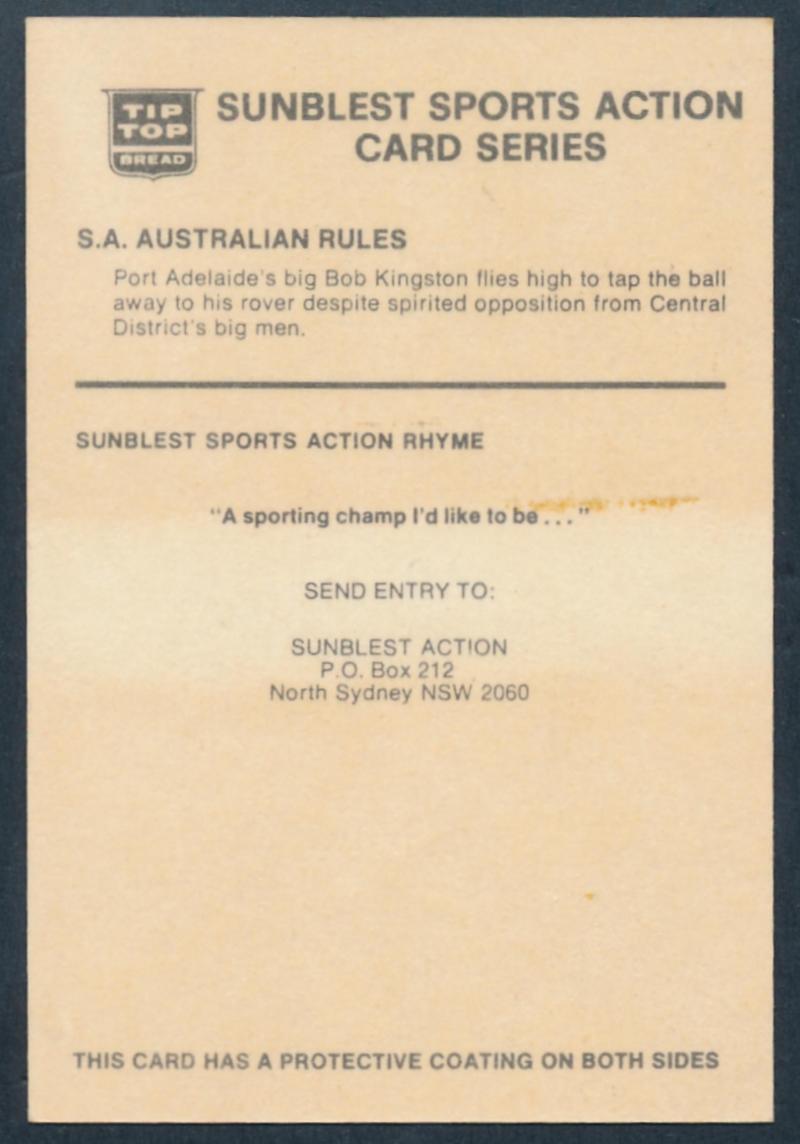 TIP
TOP
BREAD
SUNBLEST SPORTS ACTION
CARD SERIES
S.A. AUSTRALIAN RULES
Port Adelaide's big Bob Kingston flies high to tap the ball
away to his rover despite spirited opposition from Central
District's big men.
SUNBLEST SPORTS ACTION RHYME
"A sporting champ I'd like to be . . . "
SEND ENTRY TO:
SUNBLEST ACTION
P.O. Box 212
North Sydney NSW 2060
THIS CARD HAS A PROTECTIVE COATING ON BOTH SIDES